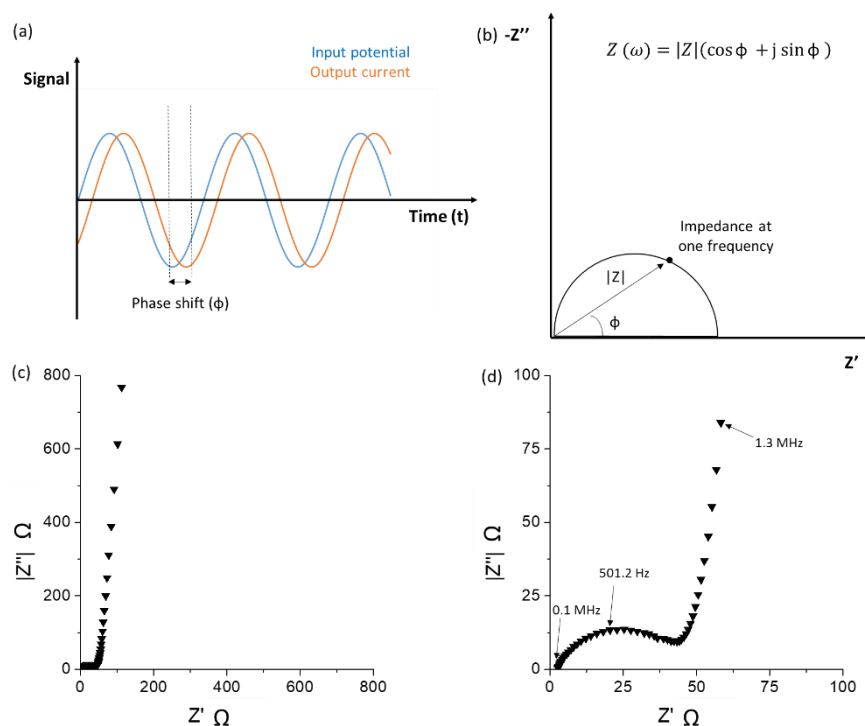 (a)
Input potential
Output current
Signal
Time (t)
Phase shift (ϕ)
(b)
-Z''
Z (ω) = |Z|(cos ϕ + j sin ϕ )
Impedance at
one frequency
|Z|
ϕ
Z'
(c)
800
600
400
200
0
|Z''| Ω
0
200
400
600
800
Z' Ω
(d)
100
75
50
25
0
|Z''| Ω
1.3 MHz
501.2 Hz
0.1 MHz
0
25
50
75
100
Z' Ω